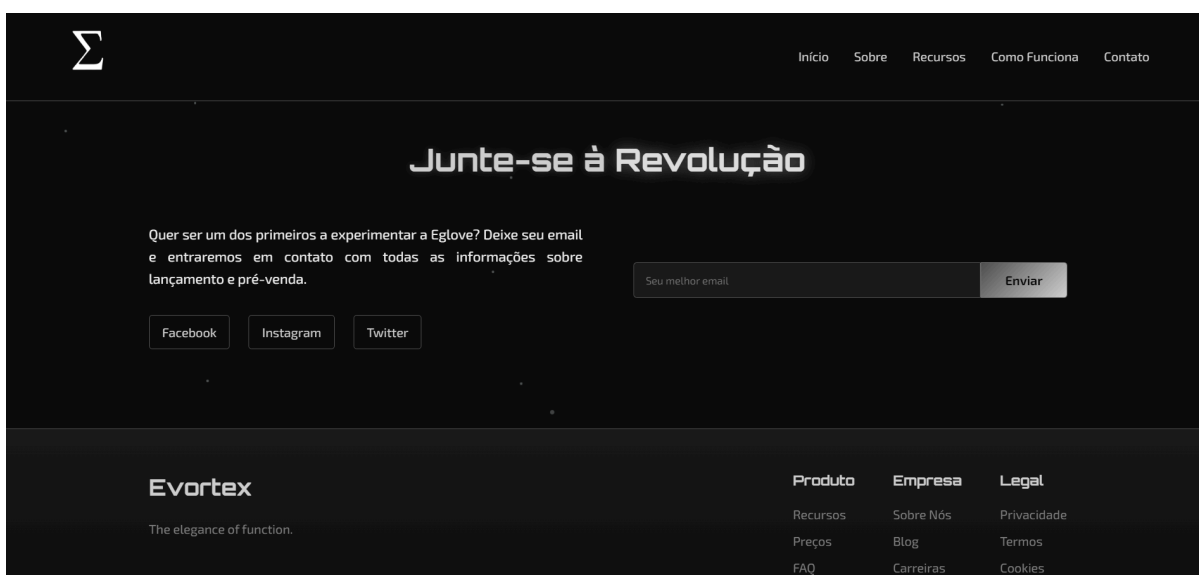 Σ
Início Sobre Recursos Como Funciona Contato
Junte-se à Revolução
Quer ser um dos primeiros a experimentar a Eglove? Deixe seu email
e entraremos em contato com todas as informações sobre
lançamento e pré-venda.
Seu melhor email Enviar
Facebook Instagram Twitter
Evortex
The elegance of function.
Produto
Recursos
Preços
FAQ
Empresa
Sobre Nós
Blog
Carreiras
Legal
Privacidade
Termos
Cookies